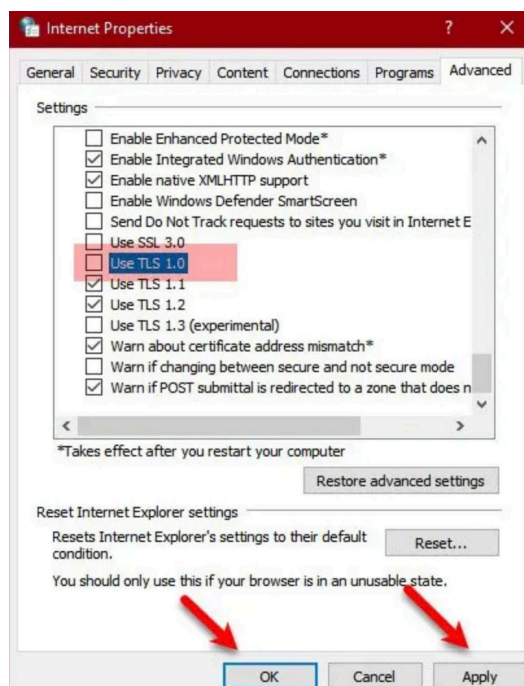 Internet Properties ? ×
General Security Privacy Content Connections Programs Advanced
Settings
Enable Enhanced Protected Mode*
Enable Integrated Windows Authentication*
Enable native XMLHTTP support
Enable Windows Defender SmartScreen
Send Do Not Track requests to sites you visit in Internet E
Use SSL 3.0
Use TLS 1.0
Use TLS 1.1
Use TLS 1.2
Use TLS 1.3 (experimental)
Warn about certificate address mismatch*
Warn if changing between secure and not secure mode
Warn if POST submittal is redirected to a zone that does n
*Takes effect after you restart your computer
Restore advanced settings
Reset Internet Explorer settings
Resets Internet Explorer's settings to their default
condition.
Reset...
You should only use this if your browser is in an unusable state.
OK Cancel Apply